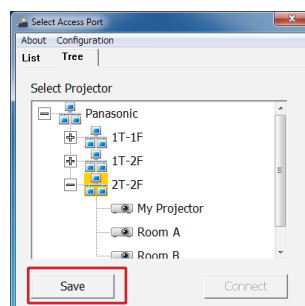 Select Access Port
About Configuration
List Tree
Select Projector
Panasonic
1T-1F
1T-2F
2T-2F
My Projector
Room A
Room B
Save Connect